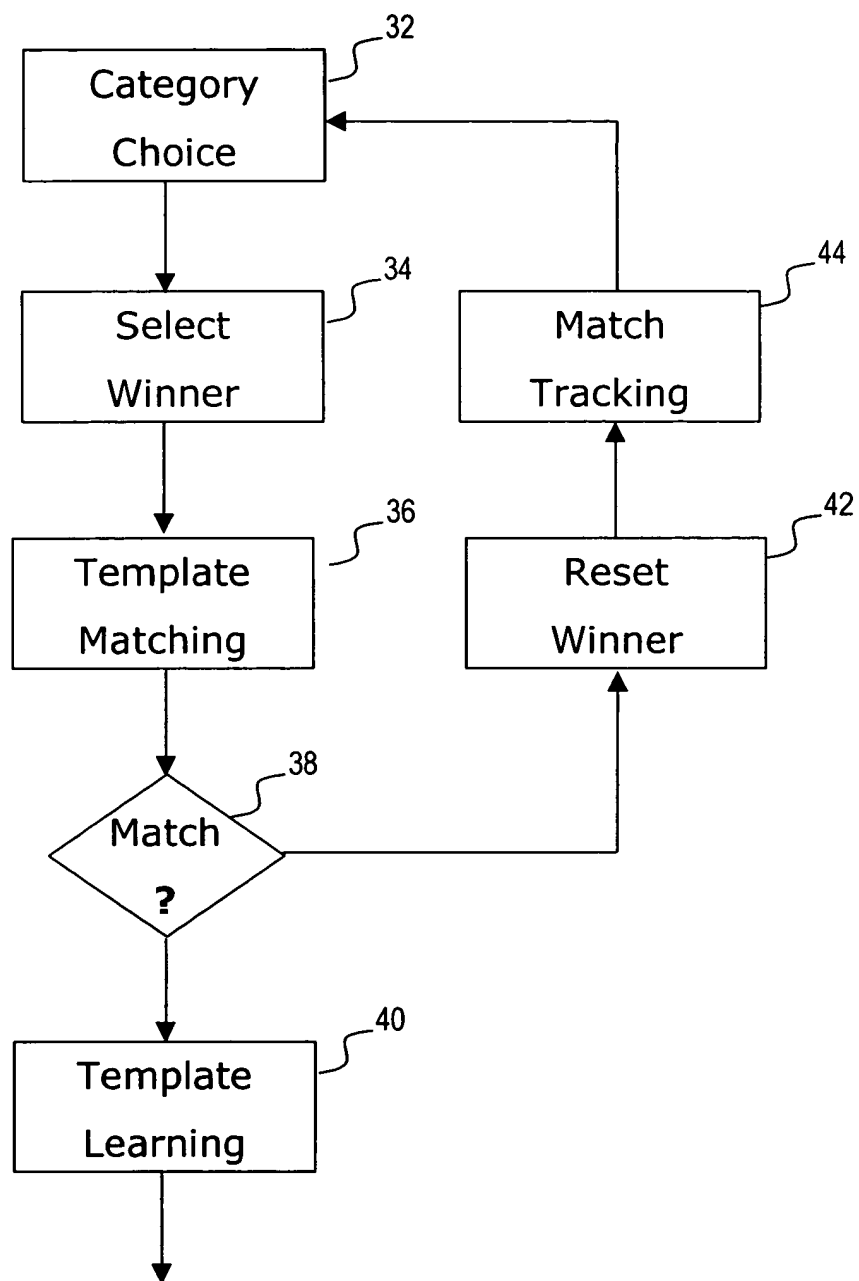 32
Category
Choice
34
Select
Winner
44
Match
Tracking
36
Template
Matching
42
Reset
Winner
38
Match
?
40
Template
Learning